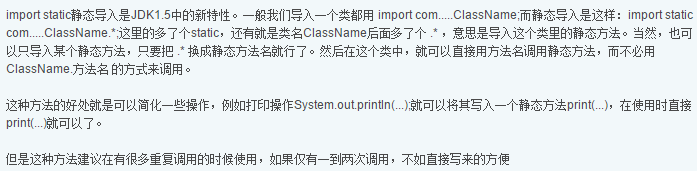 import static静态导入是JDK1.5中的新特性。一般我们导入一个类都用 import com.....ClassName;而静态导入是这样：import static
com.....ClassName.*;这里的多了个static，还有就是类名ClassName后面多了个 .* ，意思是导入这个类里的静态方法。当然，也可
以只导入某个静态方法，只要把 .* 换成静态方法名就行了。然后在这个类中，就可以直接用方法名调用静态方法，而不必用
ClassName.方法名 的方式来调用。
这种方法的好处就是可以简化一些操作，例如打印操作System.out.println(...);就可以将其写入一个静态方法print(...)，在使用时直接
print(...)就可以了。
但是这种方法建议在有很多重复调用的时候使用，如果仅有一到两次调用，不如直接写来的方便